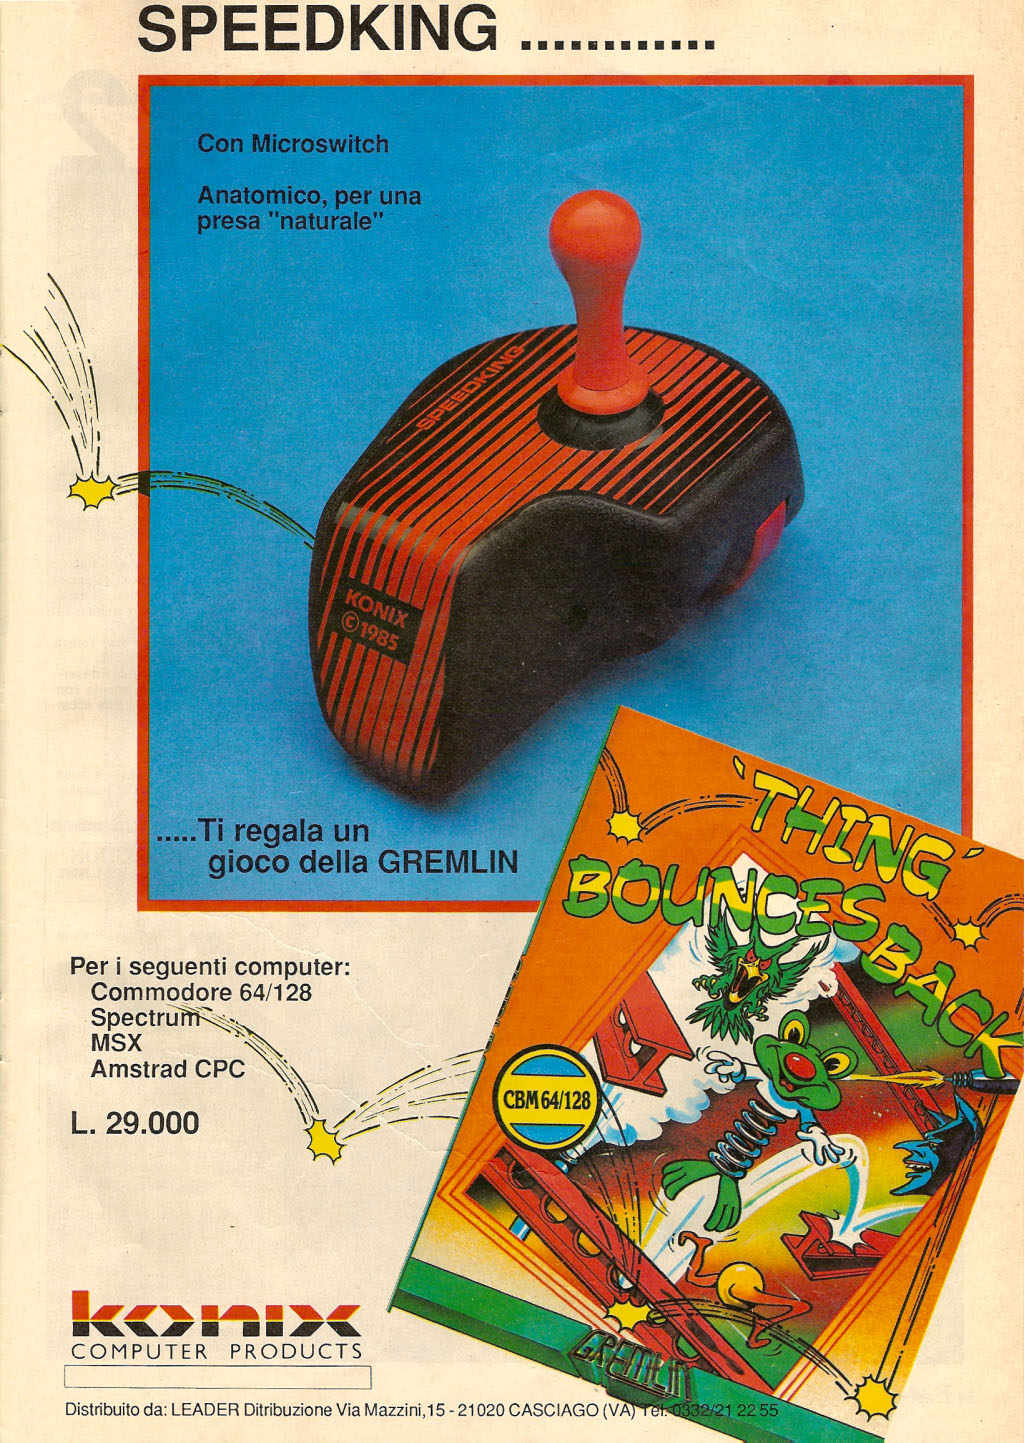 SPEEDKING ............
Con Microswitch
Anatomico, per una
presa "naturale"
SPEEDKING
KONIX
©1985
.....Ti regala un
gioco della GREMLIN
'THING'
BOUNCES BACK
CBM 64/128
GREMLIN
Per i seguenti computer:
Commodore 64/128
Spectrum
MSX
Amstrad CPC
L. 29.000
konix
COMPUTER PRODUCTS
Distribuito da: LEADER Ditribuzione Via Mazzini,15 - 21020 CASCIAGO (VA) Tel. 0332/21 22 55